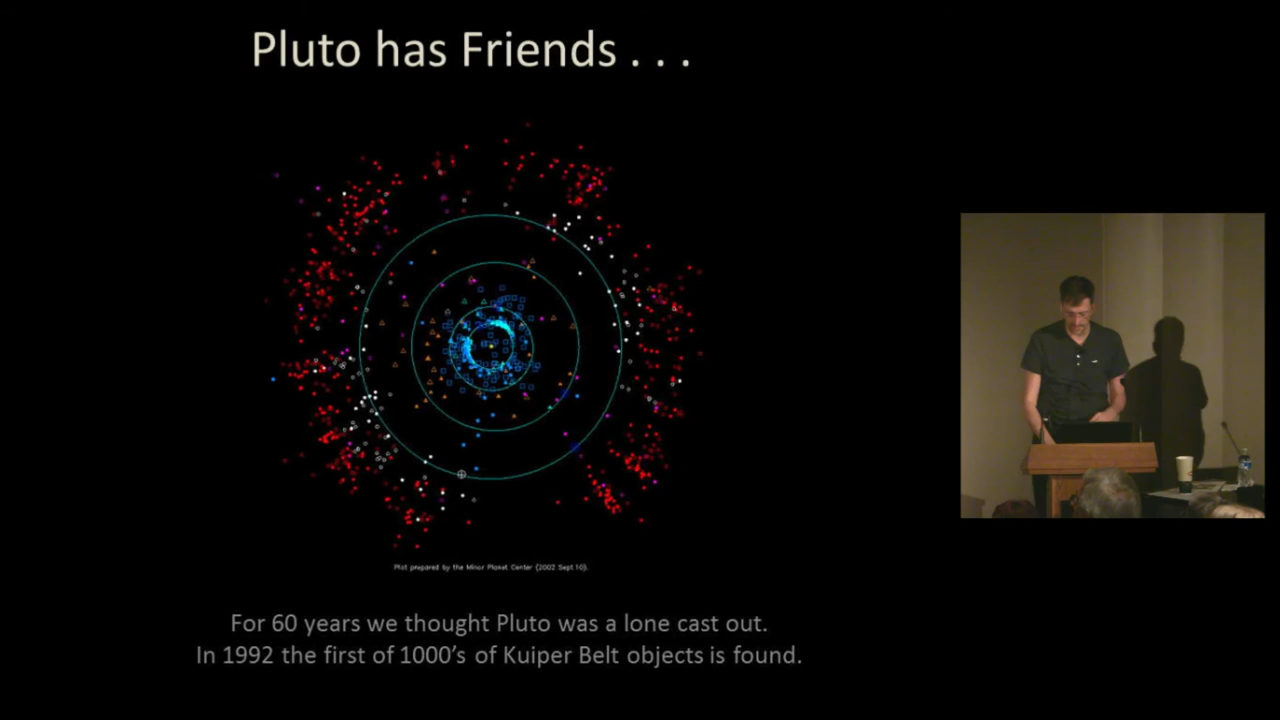 Pluto has Friends . . .
Plot prepared by the Minor Planet Center (2002 Sept 10).
For 60 years we thought Pluto was a lone cast out.
In 1992 the first of 1000’s of Kuiper Belt objects is found.